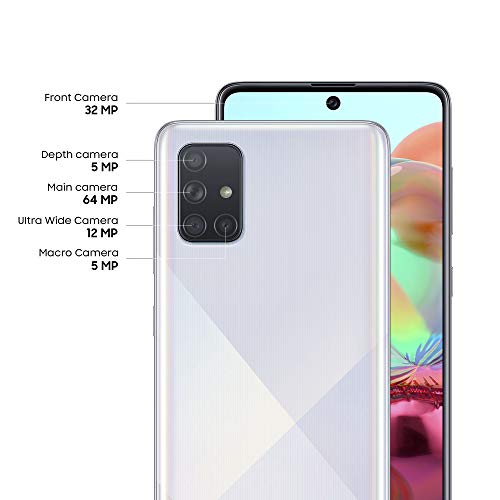 Front Camera
32 MP
Depth camera
5 MP
Main camera
64 MP
Ultra Wide Camera
12 MP
Macro Camera
5 MP